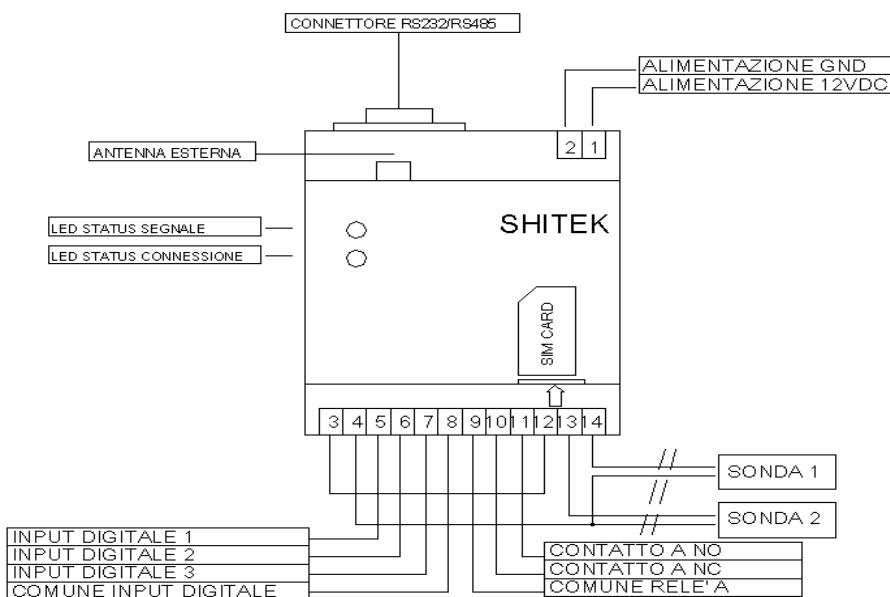 CONNETTORE RS232/RS485
ALIMENTAZIONE GND
ALIMENTAZIONE 12VDC
ANTENNA ESTERNA
2 1
LED STATUS SEGNALE
LED STATUS CONNESSIONE
SHITEK
SIM CARD
3 4 5 6 7 8 9 10 11 12 13 14
SONDA 1
SONDA 2
INPUT DIGITALE 1
INPUT DIGITALE 2
INPUT DIGITALE 3
COMUNE INPUT DIGITALE
CONTATTO A NO
CONTATTO A NC
COMUNE RELE' A